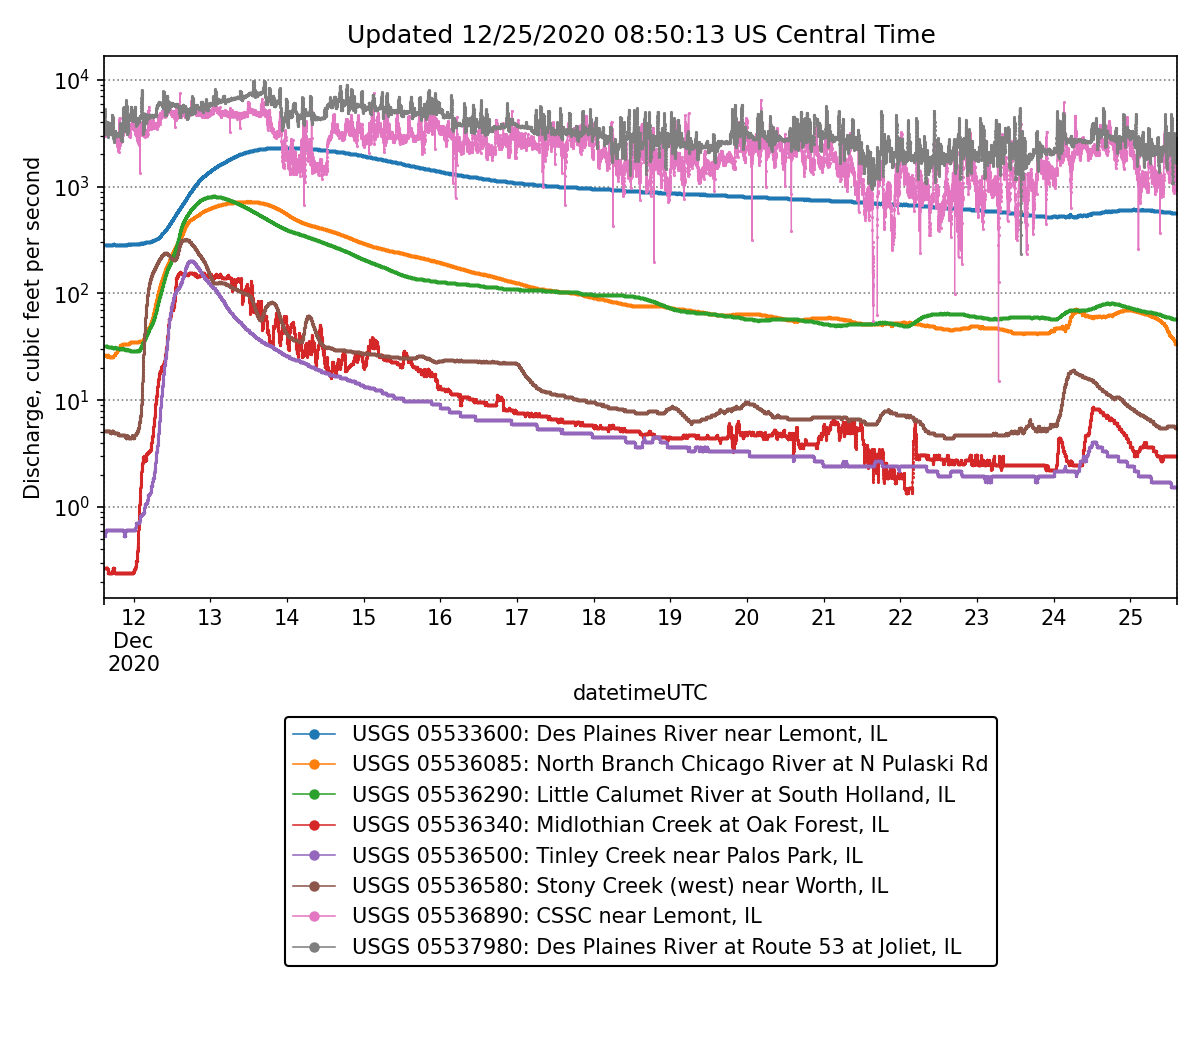 Updated 12/25/2020 08:50:13 US Central Time
Discharge, cubic feet per second
10^4
10^3
10^2
10^1
10^0
12 13 14 15 16 17 18 19 20 21 22 23 24 25
Dec
2020
datetimeUTC
USGS 05533600: Des Plaines River near Lemont, IL
USGS 05536085: North Branch Chicago River at N Pulaski Rd
USGS 05536290: Little Calumet River at South Holland, IL
USGS 05536340: Midlothian Creek at Oak Forest, IL
USGS 05536500: Tinley Creek near Palos Park, IL
USGS 05536580: Stony Creek (west) near Worth, IL
USGS 05536890: CSSC near Lemont, IL
USGS 05537980: Des Plaines River at Route 53 at Joliet, IL